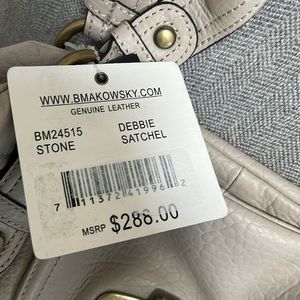 WWW.BMAKOWSKY.COM
GENUINE LEATHER
BM24515 DEBBIE
STONE SATCHEL
7 11372 41996 2
MSRP $288.00